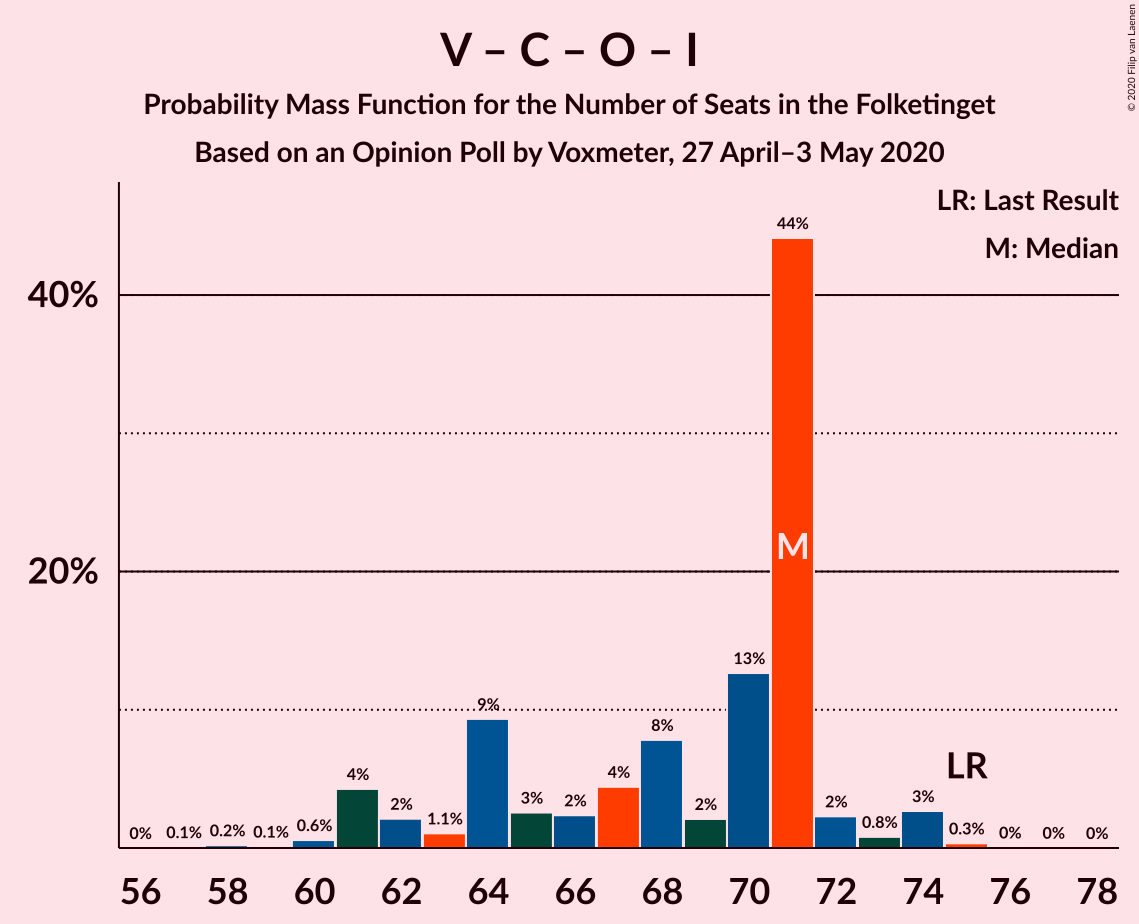 V – C – O – I
Probability Mass Function for the Number of Seats in the Folketinget
Based on an Opinion Poll by Voxmeter, 27 April–3 May 2020
© 2020 Filip van Laenen
LR: Last Result
M: Median
40%
20%
0% 0.1% 0.2% 0.1% 0.6% 4% 2% 1.1% 9% 3% 2% 4% 8% 2% 13% 44% 2% 0.8% 3% 0.3% 0% 0% 0%
M
LR
56 58 60 62 64 66 68 70 72 74 76 78